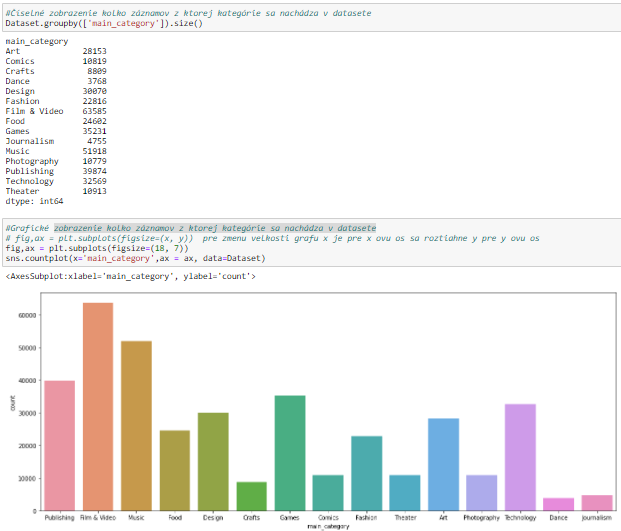 #Číselné zobrazenie kolko záznamov z ktorej kategórie sa nachádza v datasete
Dataset.groupby(['main_category']).size()
main_category
Art 28153
Comics 10819
Crafts 8809
Dance 3768
Design 30070
Fashion 22816
Film & Video 63585
Food 24602
Games 35231
Journalism 4755
Music 51918
Photography 10779
Publishing 39874
Technology 32569
Theater 10913
dtype: int64
#Grafické zobrazenie kolko záznamov z ktorej kategórie sa nachádza v datasete
# fig,ax = plt.subplots(figsize=(x, y)) pre zmenu velkosti grafu x je pre x ovu os sa roztiahne y pre y ovu os
fig,ax = plt.subplots(figsize=(18, 7))
sns.countplot(x='main_category',ax = ax, data=Dataset)
<AxesSubplot:xlabel='main_category', ylabel='count'>
60000
50000
40000
30000
20000
10000
0
count
Publishing Film & Video Music Food Design Crafts Games Comics Fashion Theater Art Photography Technology Dance Journalism
main_category